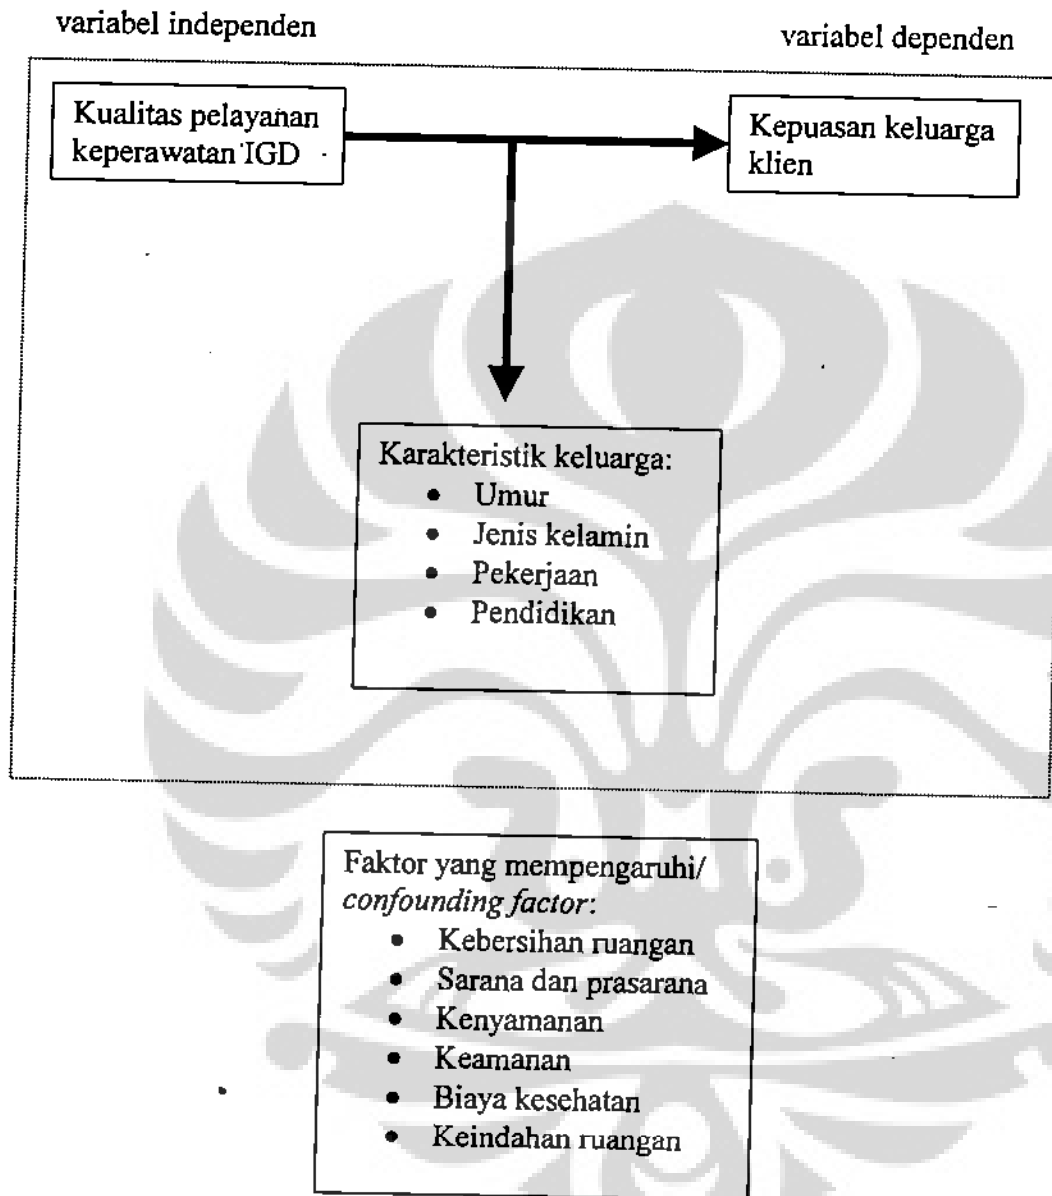 variabel independen
variabel dependen
Kualitas pelayanan
keperawatan IGD
Kepuasan keluarga
klien
Karakteristik keluarga:
• Umur
• Jenis kelamin
• Pekerjaan
• Pendidikan
Faktor yang mempengaruhi/
confounding factor:
• Kebersihan ruangan
• Sarana dan prasarana
• Kenyamanan
• Keamanan
• Biaya kesehatan
• Keindahan ruangan